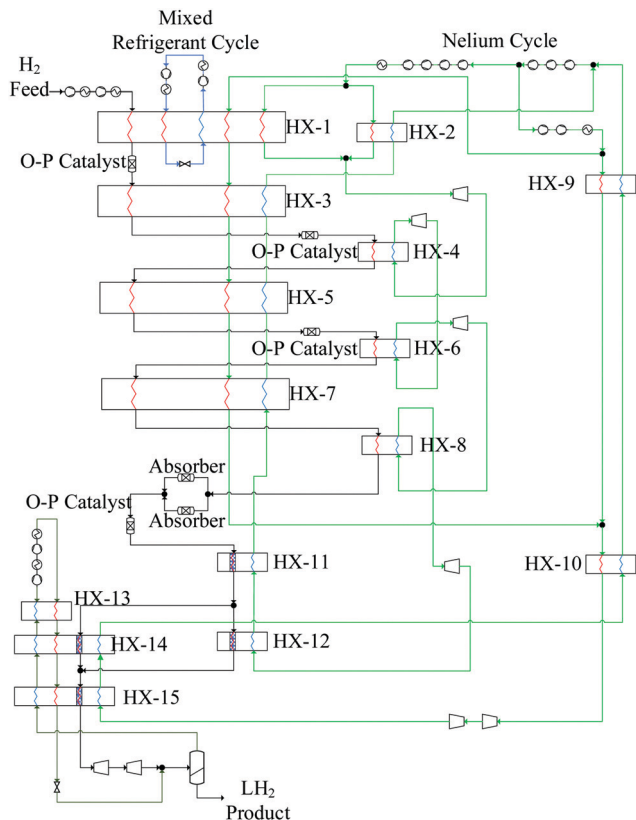 Mixed
Refrigerant Cycle
Nelium Cycle
H₂
Feed
HX-1
HX-2
O-P Catalyst
HX-3
HX-9
O-P Catalyst
HX-4
HX-5
O-P Catalyst
HX-6
HX-7
HX-8
Absorber
O-P Catalyst
Absorber
HX-11
HX-10
HX-13
HX-12
HX-14
HX-15
LH₂
Product